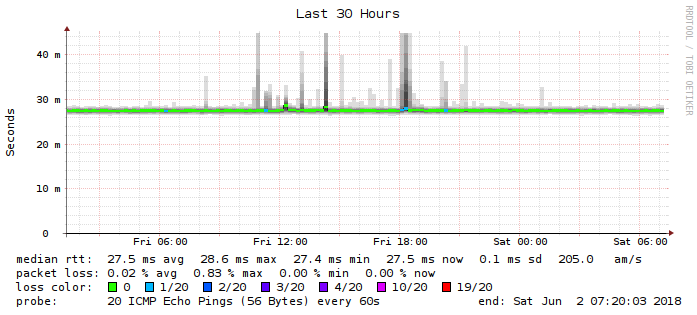 Last 30 Hours
RRDTOOL / TOBI OETIKER
Seconds
40 m
30 m
20 m
10 m
0
Fri 06:00 Fri 12:00 Fri 18:00 Sat 00:00 Sat 06:00
median rtt: 27.5 ms avg 28.6 ms max 27.4 ms min 27.5 ms now 0.1 ms sd 205.0 am/s
packet loss: 0.02 % avg 0.83 % max 0.00 % min 0.00 % now
loss color: 0 1/20 2/20 3/20 4/20 10/20 19/20
probe: 20 ICMP Echo Pings (56 Bytes) every 60s end: Sat Jun 2 07:20:03 2018